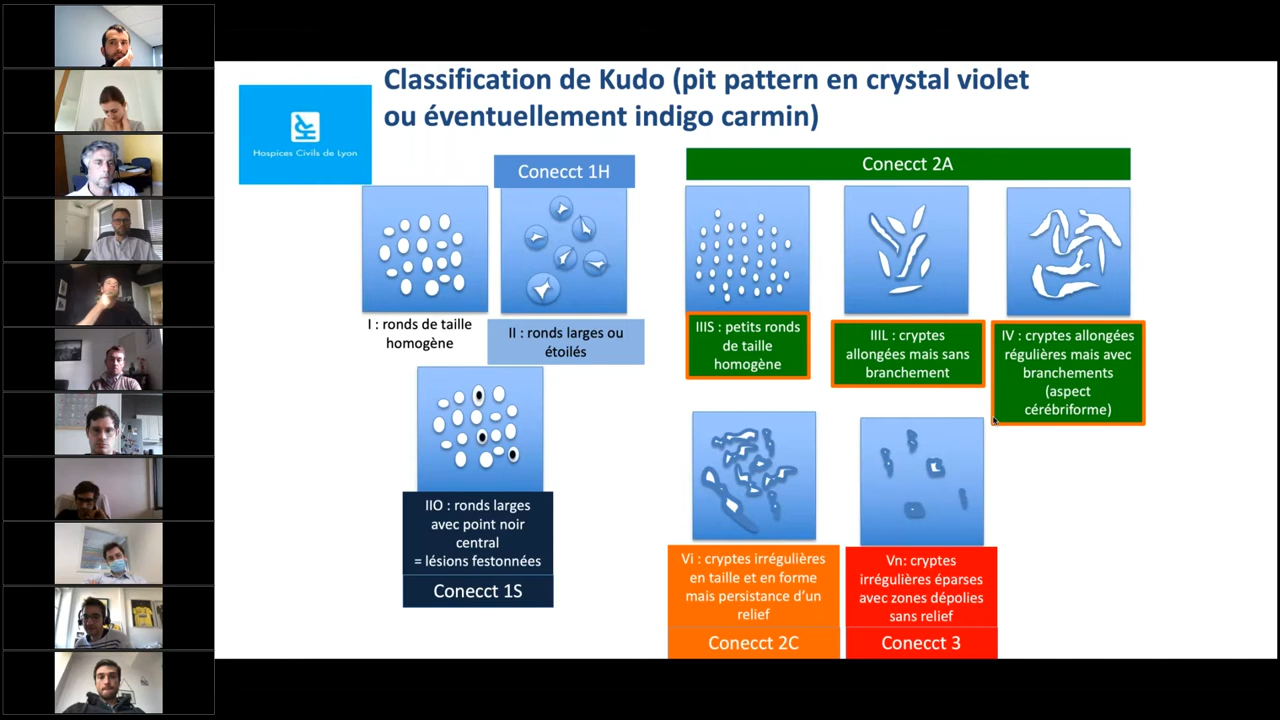 Classification de Kudo (pit pattern en crystal violet
ou éventuellement indigo carmin)
Hospices Civils de Lyon
Conecct 1H
Conecct 2A
I : ronds de taille
homogène
II : ronds larges ou
étoilés
IIIS : petits ronds
de taille
homogène
IIIL : cryptes
allongées mais sans
branchement
IV : cryptes allongées
régulières mais avec
branchements
(aspect
cérébriforme)
IIO : ronds larges
avec point noir
central
= lésions festonnées
Conecct 1S
Vi : cryptes irrégulières
en taille et en forme
mais persistance d'un
relief
Conecct 2C
Vn: cryptes
irrégulières éparses
avec zones dépolies
sans relief
Conecct 3